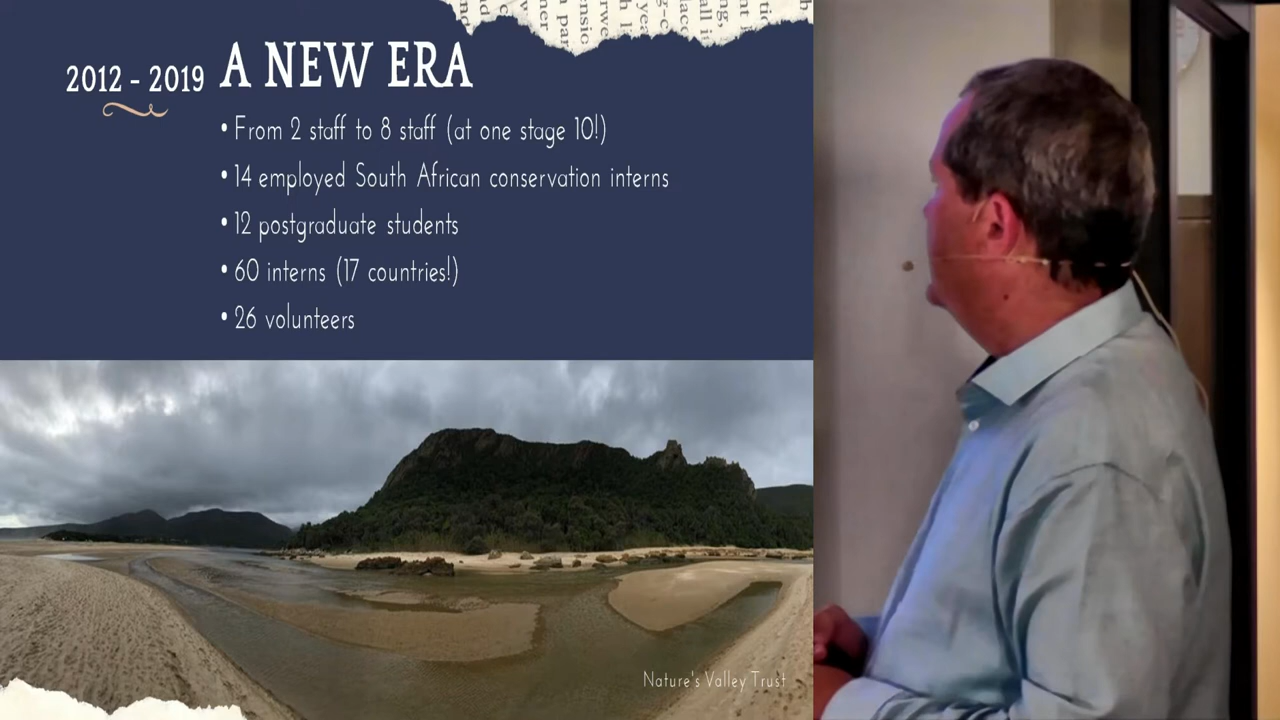 2012 - 2019 A NEW ERA
• From 2 staff to 8 staff (at one stage 10!)
• 14 employed South African conservation interns
• 12 postgraduate students
• 60 interns (17 countries!)
• 26 volunteers
Nature's Valley Trust